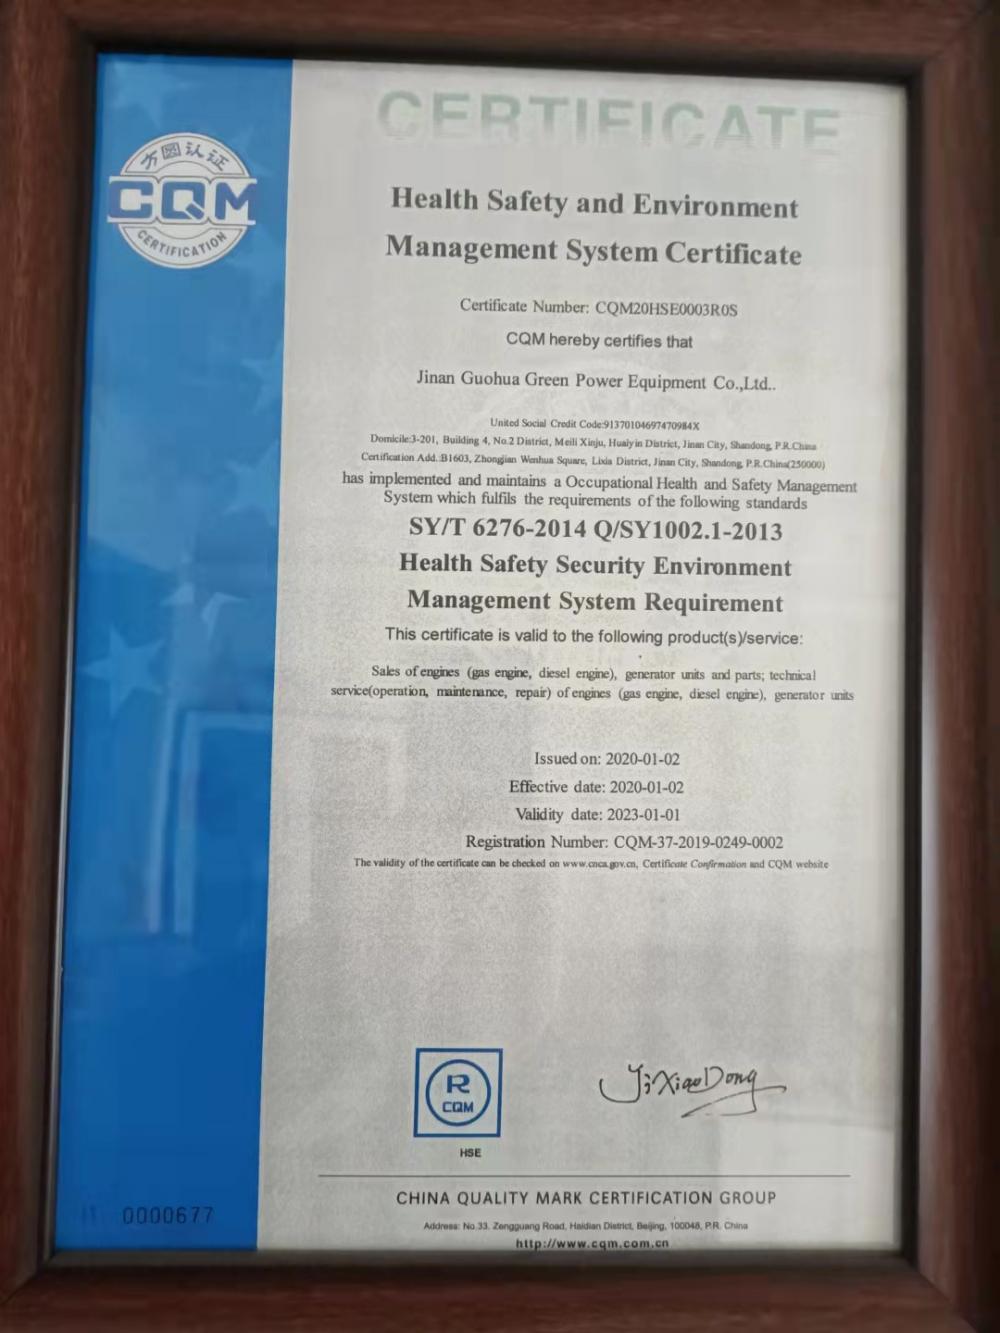 CERTIFICATE
方圆认证
CQM
CERTIFICATION
Health Safety and Environment
Management System Certificate
Certificate Number: CQM20HSE0003R0S
CQM hereby certifies that
Jinan Guohua Green Power Equipment Co.,Ltd..
United Social Credit Code:91370104697470984X
Domicile:3-201, Building 4, No.2 District, Meili Xinju, Huaiyin District, Jinan City, Shandong, P.R.China
Certification Add.:B1603, Zhongjian Wenhua Square, Lixia District, Jinan City, Shandong, P.R.China(250000)
has implemented and maintains a Occupational Health and Safety Management
System which fulfils the requirements of the following standards
SY/T 6276-2014 Q/SY1002.1-2013
Health Safety Security Environment
Management System Requirement
This certificate is valid to the following product(s)/service:
Sales of engines (gas engine, diesel engine), generator units and parts; technical
service(operation, maintenance, repair) of engines (gas engine, diesel engine), generator units
Issued on: 2020-01-02
Effective date: 2020-01-02
Validity date: 2023-01-01
Registration Number: CQM-37-2019-0249-0002
The validity of the certificate can be checked on www.cnca.gov.cn, Certificate Confirmation and CQM website
R
CQM
HSE
Ji XiaoDong
CHINA QUALITY MARK CERTIFICATION GROUP
Address: No.33, Zengguang Road, Haidian District, Beijing, 100048, P.R. China
http://www.cqm.com.cn
0000677